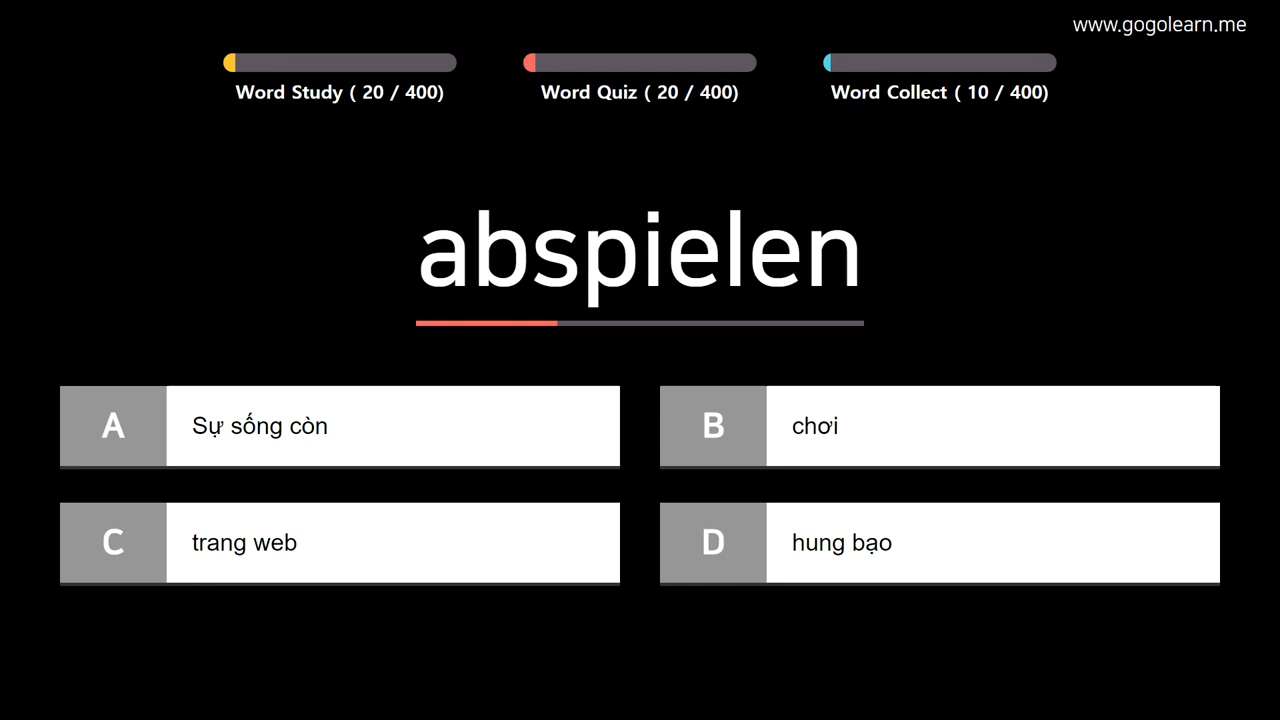 www.gogolearn.me
Word Study ( 20 / 400)
Word Quiz ( 20 / 400)
Word Collect ( 10 / 400)
abspielen
A
Sự sống còn
B
chơi
C
trang web
D
hung bạo